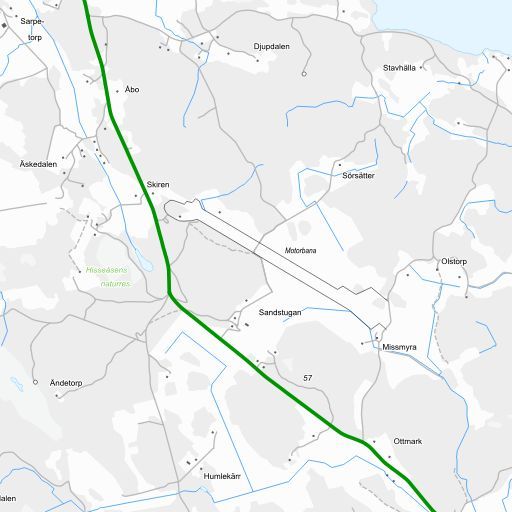 Sarpe-
torp
Djupdalen
Stavhälla
Åbo
Äskedalen
Skiren
Sörsätter
Motorbana
Hisseåsens
naturres.
Olstorp
Sandstugan
Missmyra
Ändetorp
57
Ottmark
Humlekärr
dalen